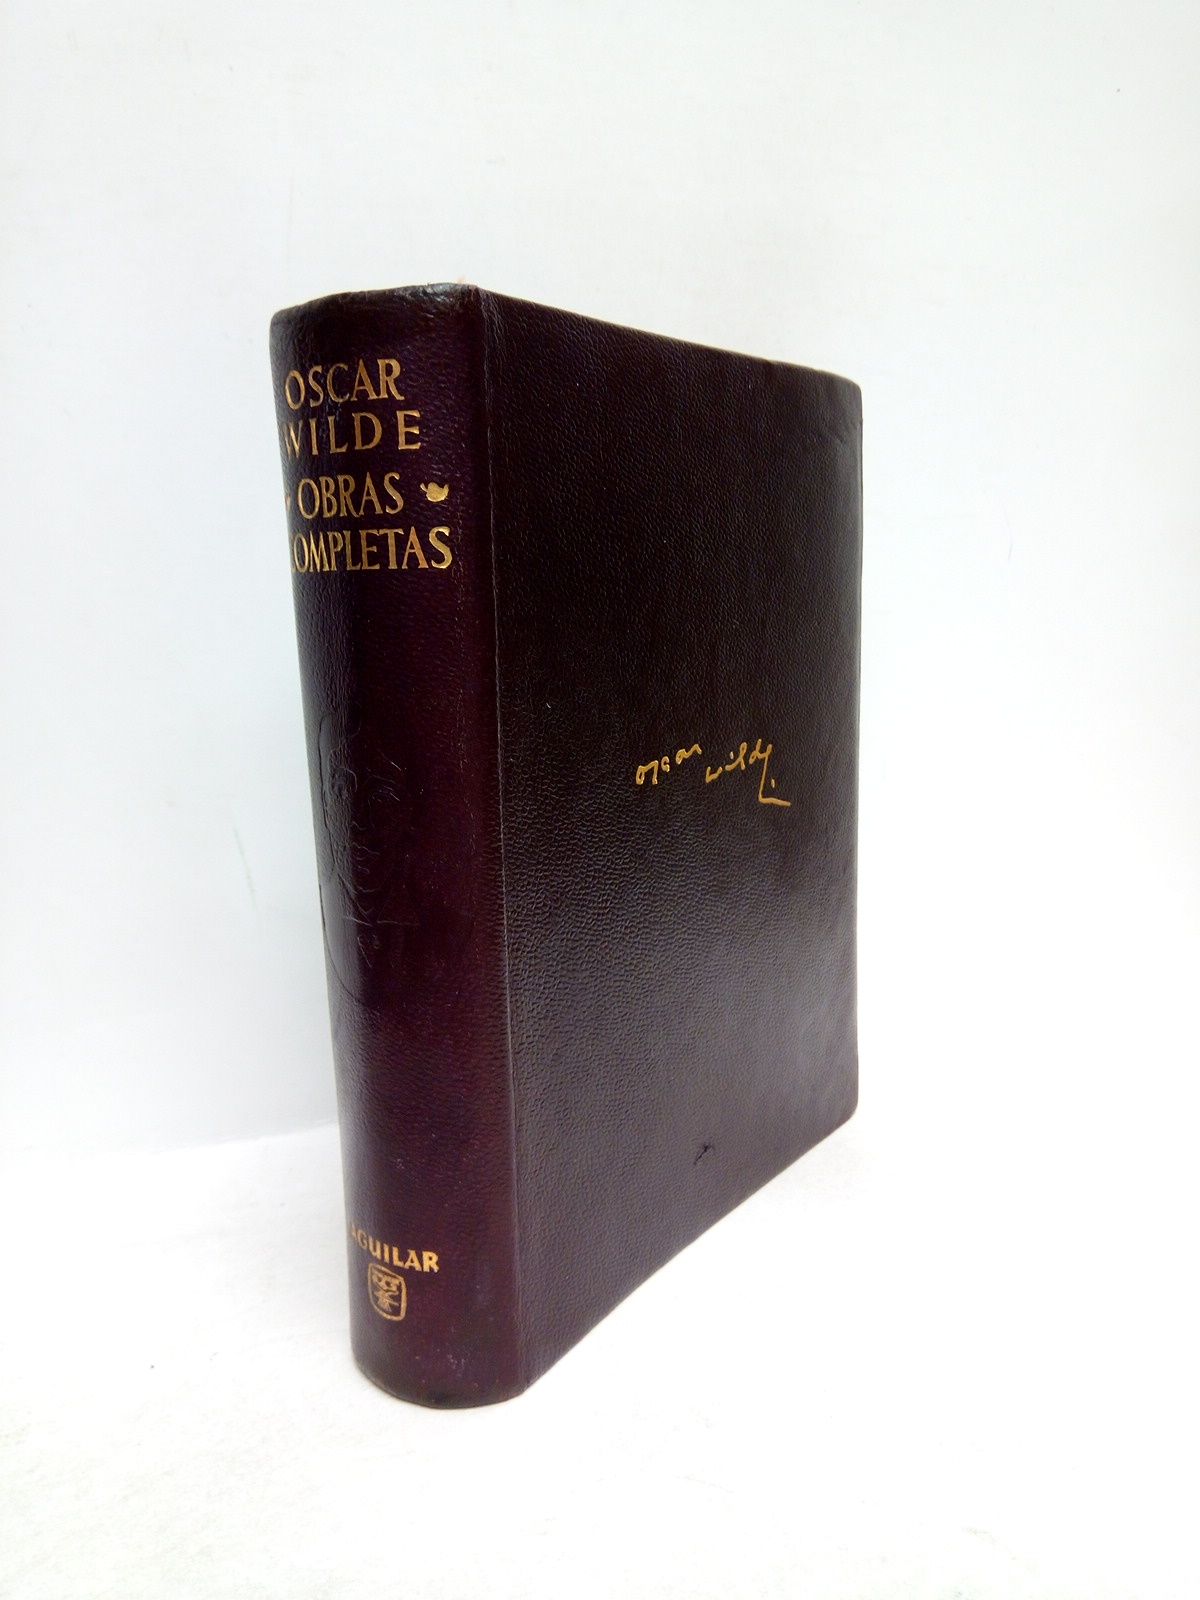 OSCAR
WILDE
OBRAS
COMPLETAS
oscar wilde
AGUILAR